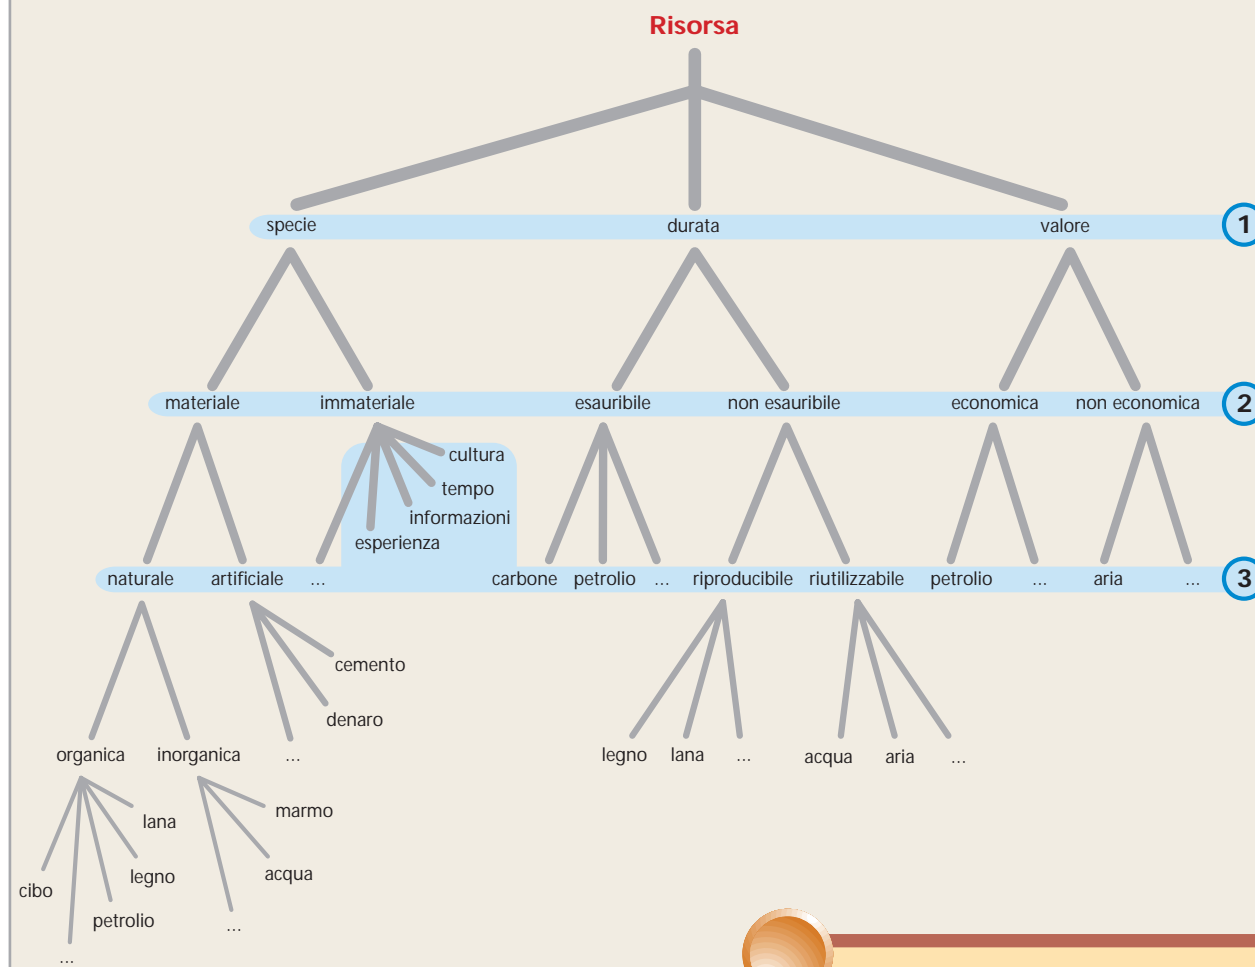 Risorsa
specie durata valore 1
materiale immateriale esauribile non esauribile economica non economica 2
cultura
tempo
informazioni
esperienza
naturale artificiale ... carbone petrolio ... riproducibile riutilizzabile petrolio ... aria ... 3
cemento
denaro
organica inorganica ... legno lana ... acqua aria ...
marmo
lana
acqua
legno
cibo
petrolio
...
...